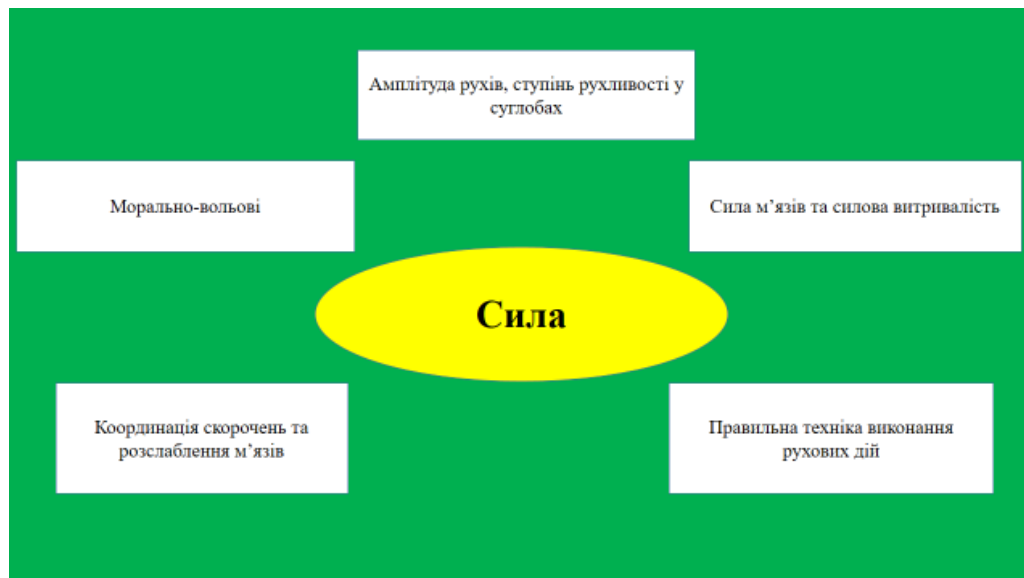 Амплітуда рухів, ступінь рухливості у
суглобах
Морально-вольові
Сила м’язів та силова витривалість
Сила
Координація скорочень та
розслаблення м’язів
Правильна техніка виконання
рухових дій